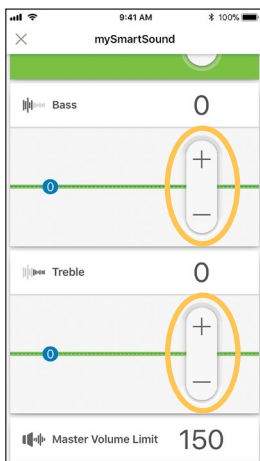 9:41 AM 100%
mySmartSound
Bass 0
+
0
−
Treble 0
+
0
−
Master Volume Limit 150